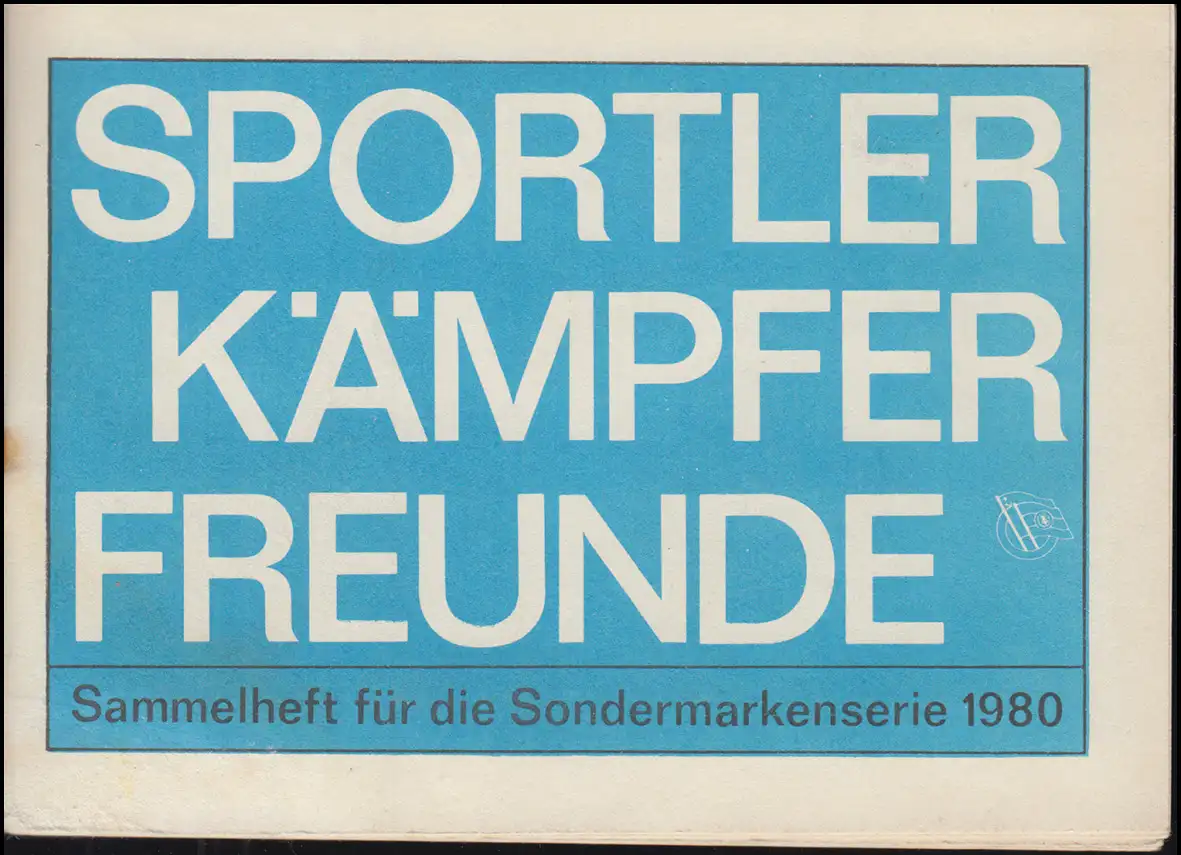 SPORTLER
KÄMPFER
FREUNDE
Sammelheft für die Sondermarkenserie 1980